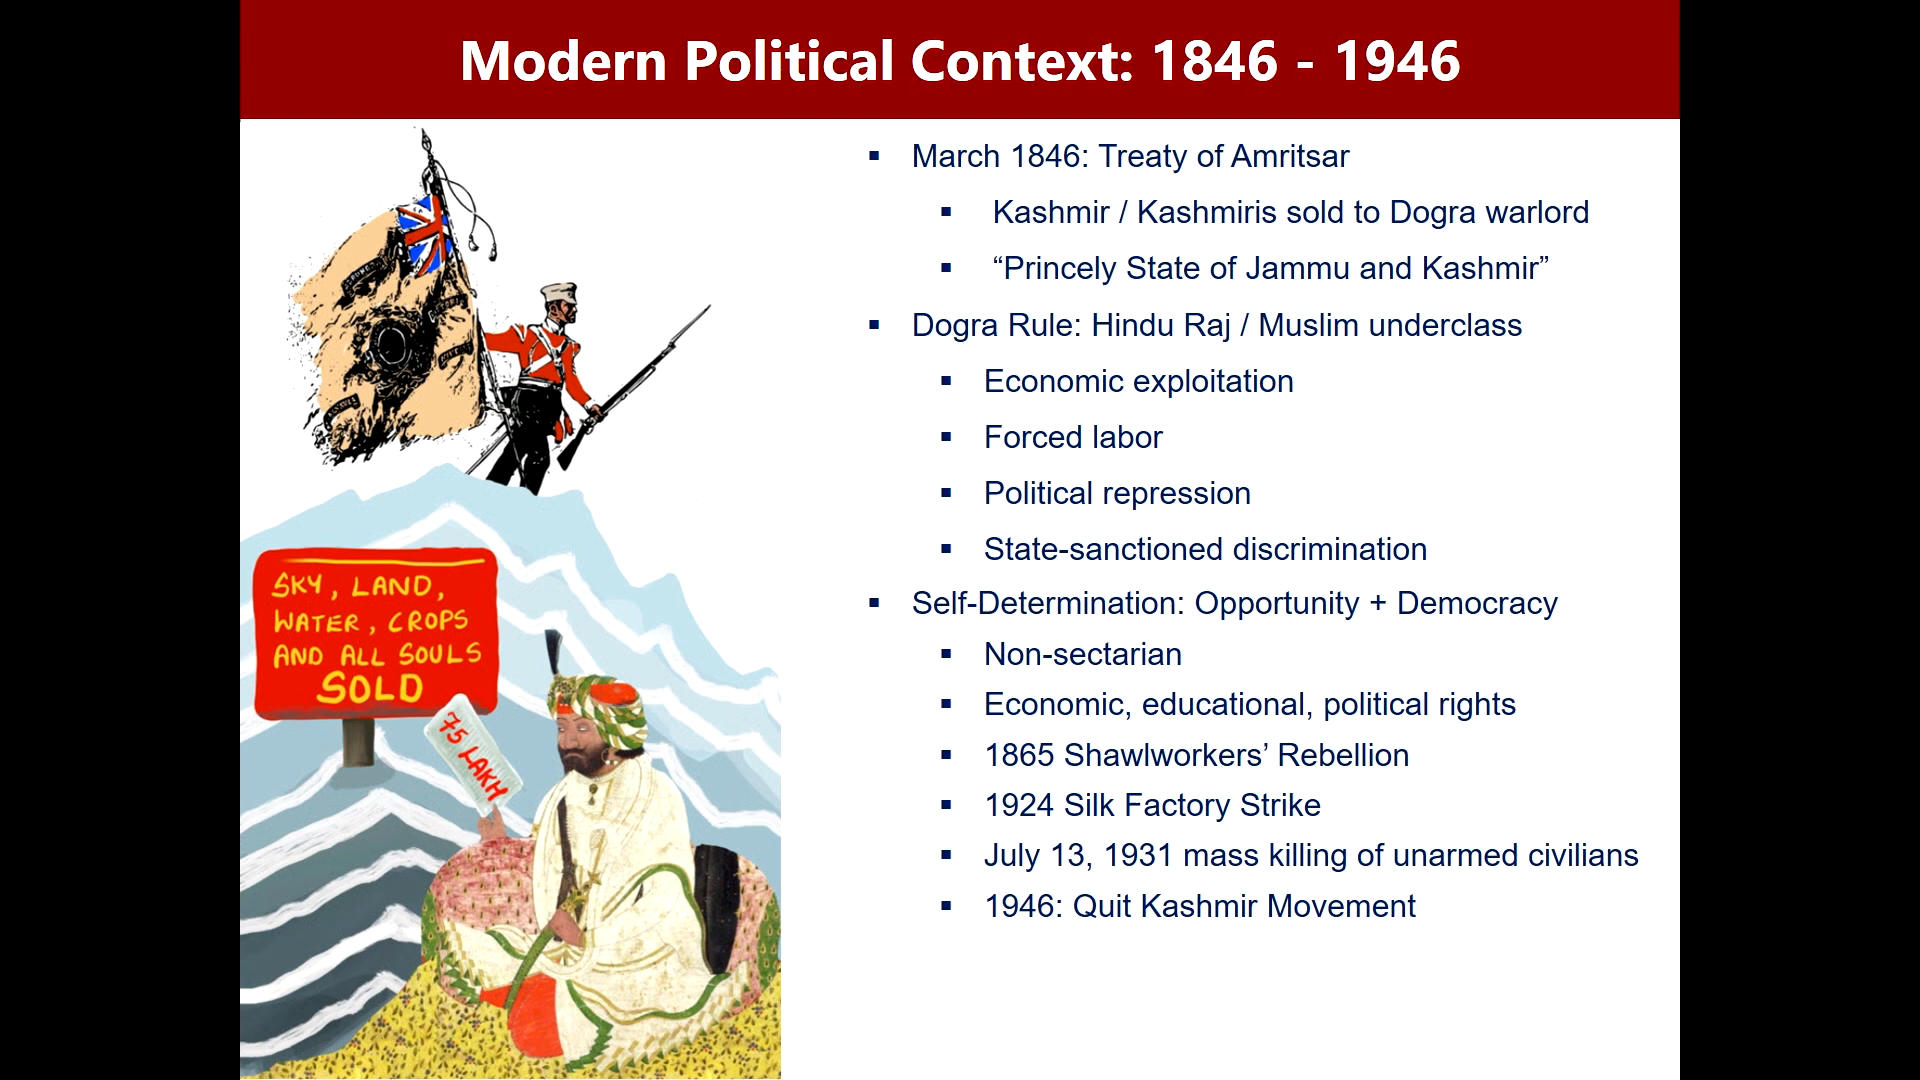 Modern Political Context: 1846 - 1946
March 1846: Treaty of Amritsar
Kashmir / Kashmiris sold to Dogra warlord
“Princely State of Jammu and Kashmir”
Dogra Rule: Hindu Raj / Muslim underclass
Economic exploitation
Forced labor
Political repression
State-sanctioned discrimination
Self-Determination: Opportunity + Democracy
Non-sectarian
Economic, educational, political rights
1865 Shawlworkers’ Rebellion
1924 Silk Factory Strike
July 13, 1931 mass killing of unarmed civilians
1946: Quit Kashmir Movement
SKY, LAND,
WATER, CROPS
AND ALL SOULS
SOLD
75 LAKH